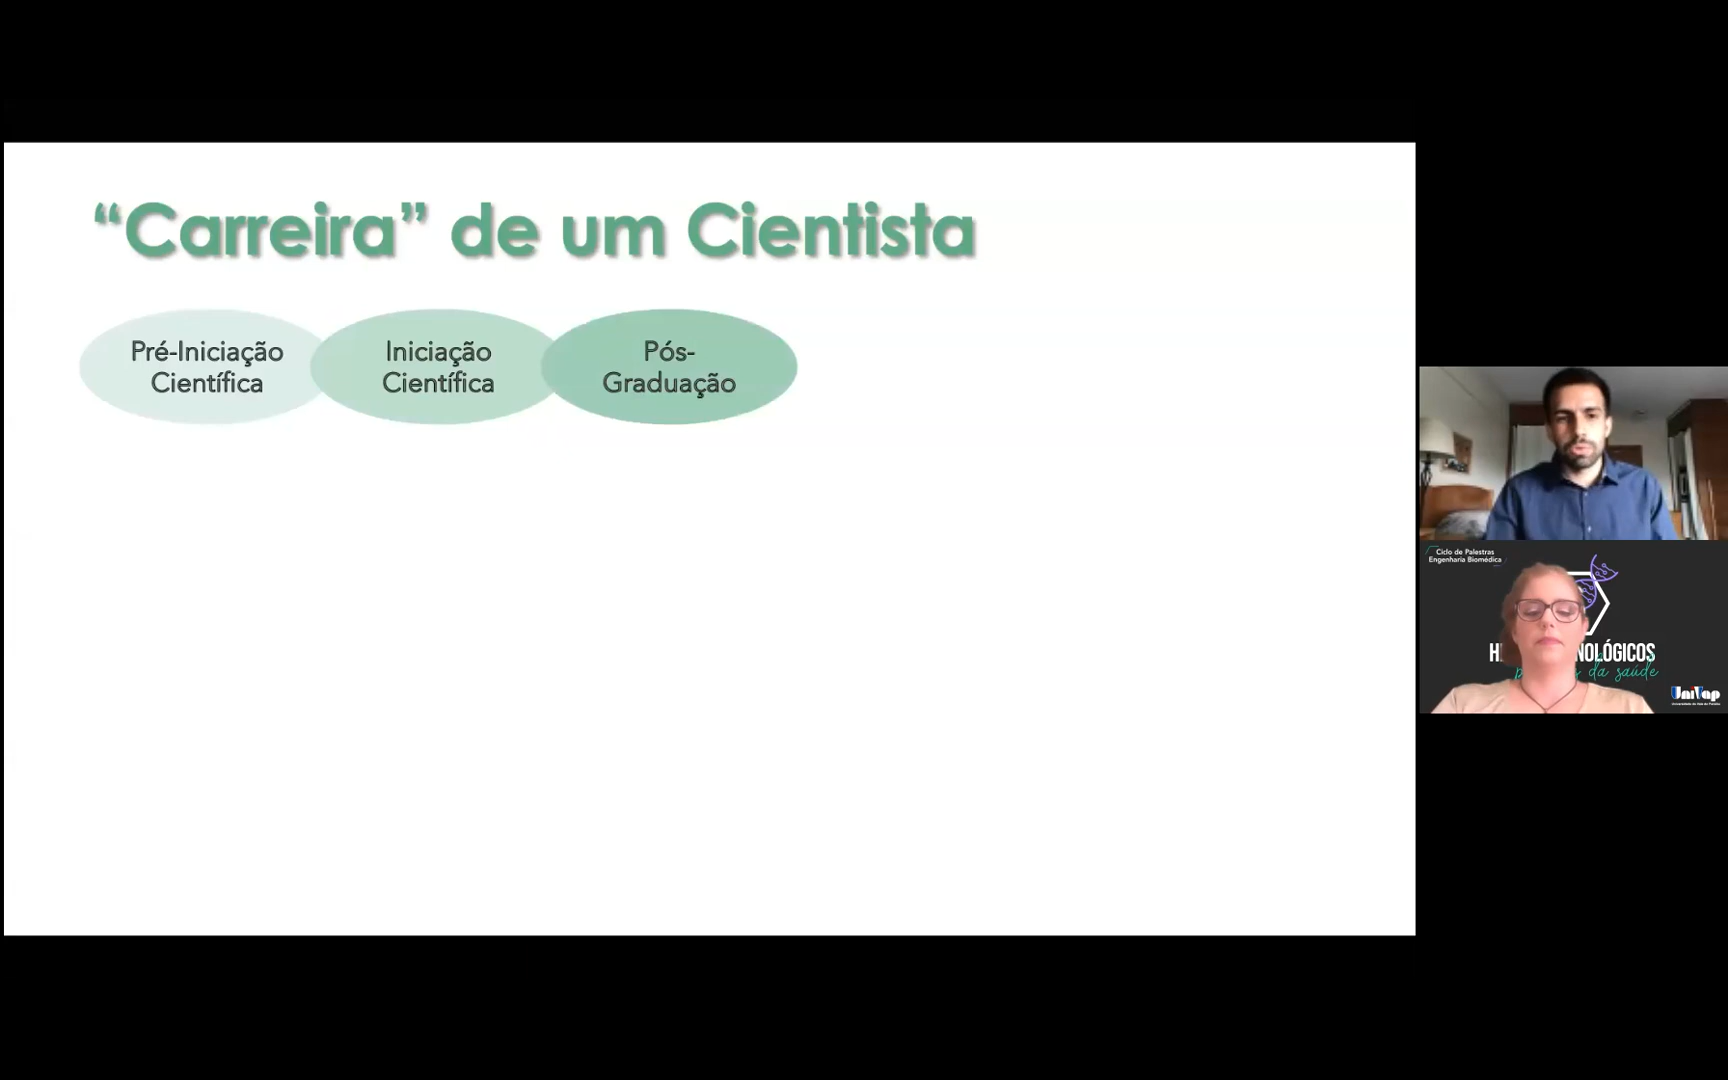 “Carreira” de um Cientista
Pré-Iniciação
Científica
Iniciação
Científica
Pós-
Graduação
Ciclo de Palestras
Engenharia Biomédica
da saúde
UniVap